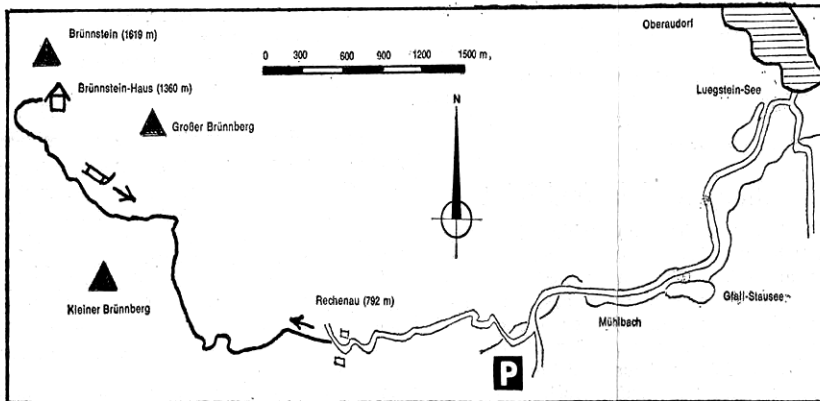 Brünnstein (1619 m)
Oberaudorf
0 300 600 900 1200 1500 m
Brünnstein-Haus (1360 m)
Luegstein-See
N
Großer Brünnberg
Kleiner Brünnberg
Rechenau (792 m)
Gfall-Stausee
Mühlbach
P